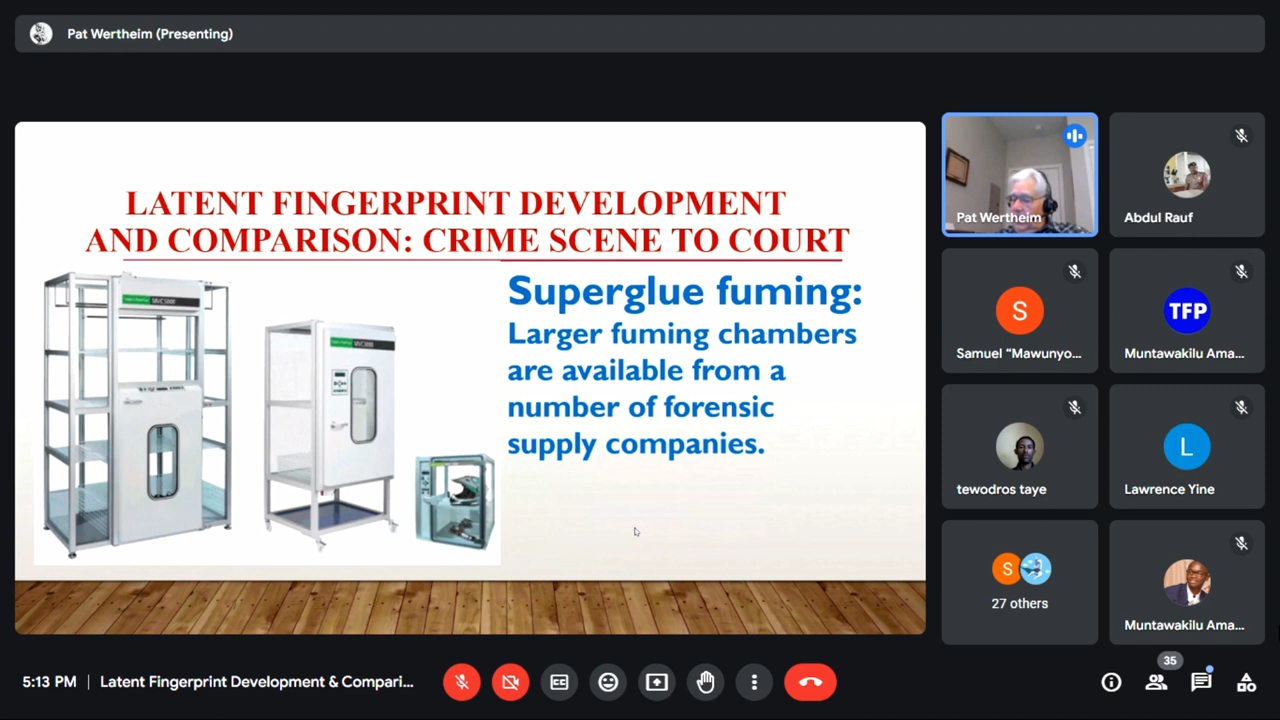 Pat Wertheim (Presenting)
LATENT FINGERPRINT DEVELOPMENT
AND COMPARISON: CRIME SCENE TO COURT
Superglue fuming:
Larger fuming chambers
are available from a
number of forensic
supply companies.
Pat Wertheim
Abdul Rauf
S
Samuel “Mawunyo...
TFP
Muntawakilu Ama...
tewodros taye
L
Lawrence Yine
S
27 others
Muntawakilu Ama...
5:13 PM | Latent Fingerprint Development & Compari...
CC
35